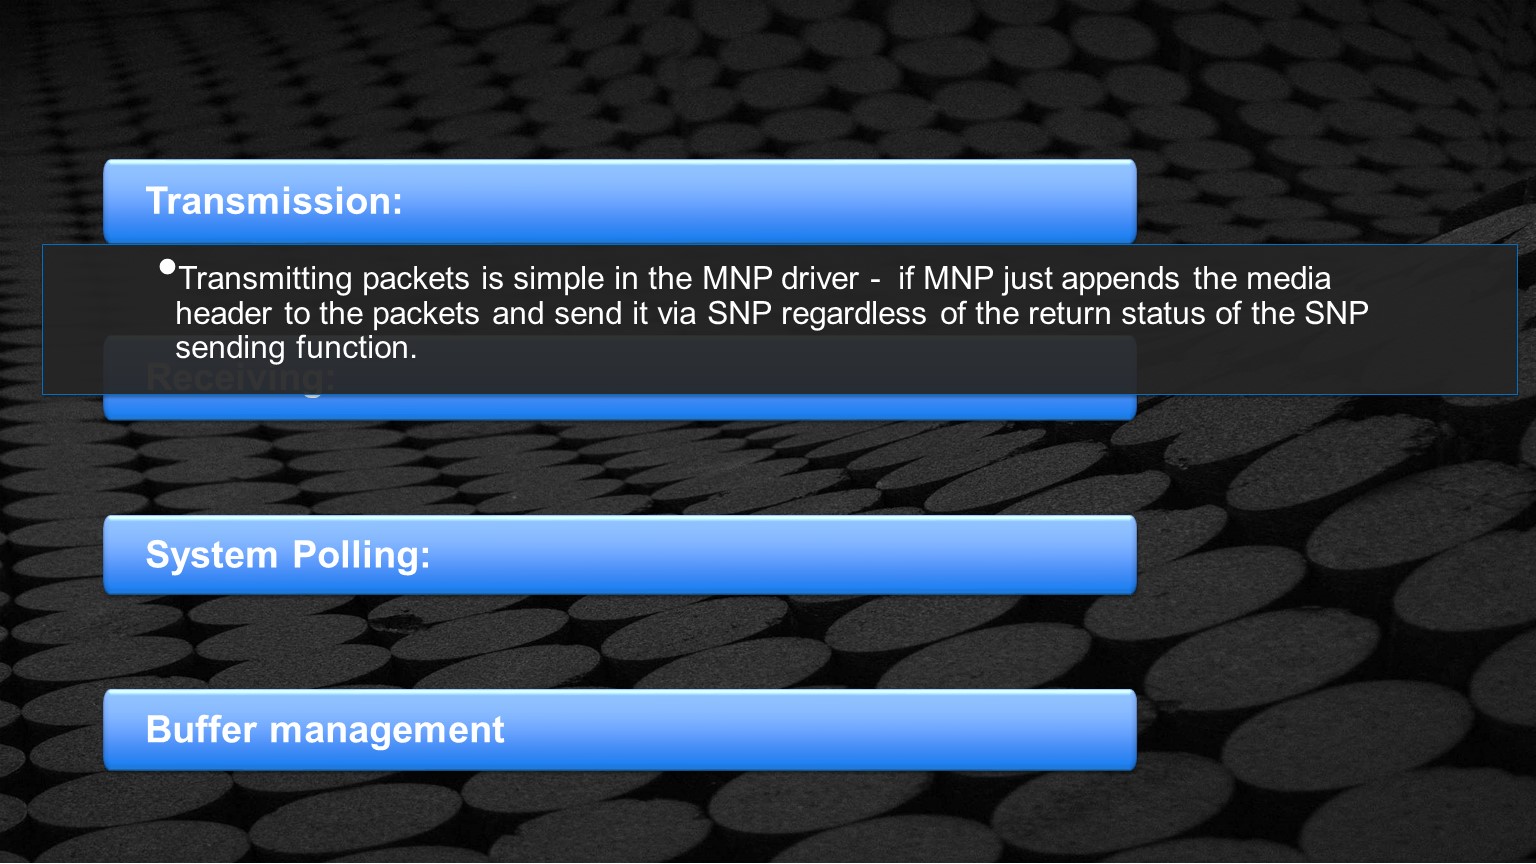 Transmission:
•Transmitting packets is simple in the MNP driver -  if MNP just appends the media
header to the packets and send it via SNP regardless of the return status of the SNP
sending function.
Receiving:
System Polling:
Buffer management